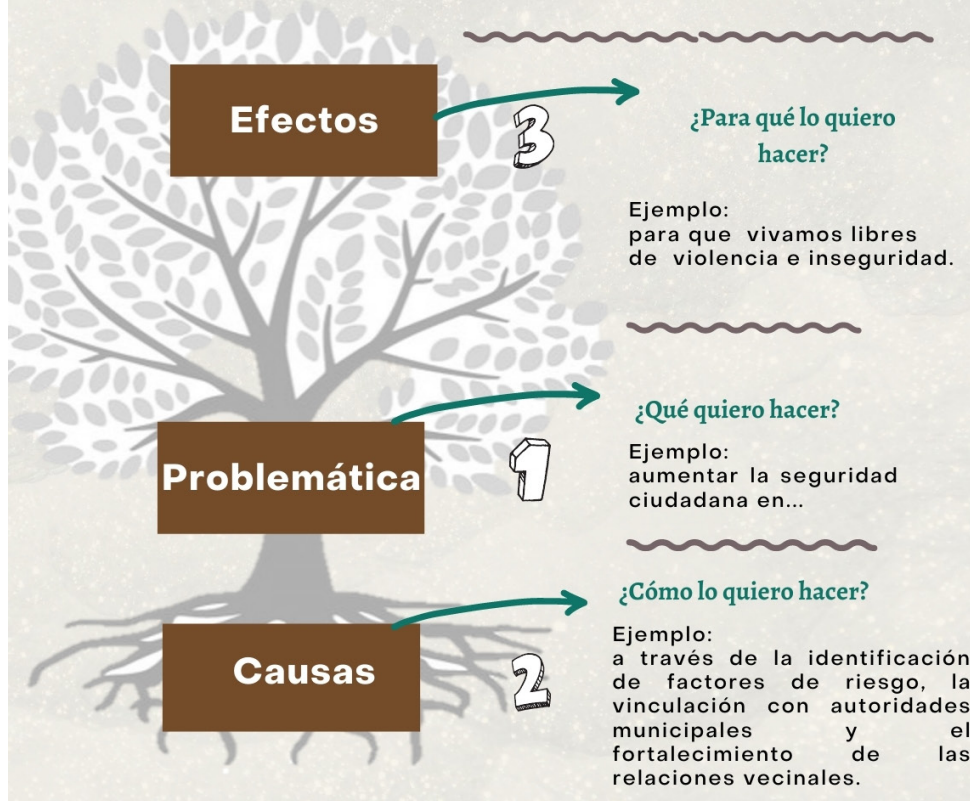 Efectos
3
¿Para qué lo quiero
hacer?
Ejemplo:
para que vivamos libres
de violencia e inseguridad.
Problemática
1
¿Qué quiero hacer?
Ejemplo:
aumentar la seguridad
ciudadana en...
Causas
2
¿Cómo lo quiero hacer?
Ejemplo:
a través de la identificación
de factores de riesgo, la
vinculación con autoridades
municipales y el
fortalecimiento de las
relaciones vecinales.